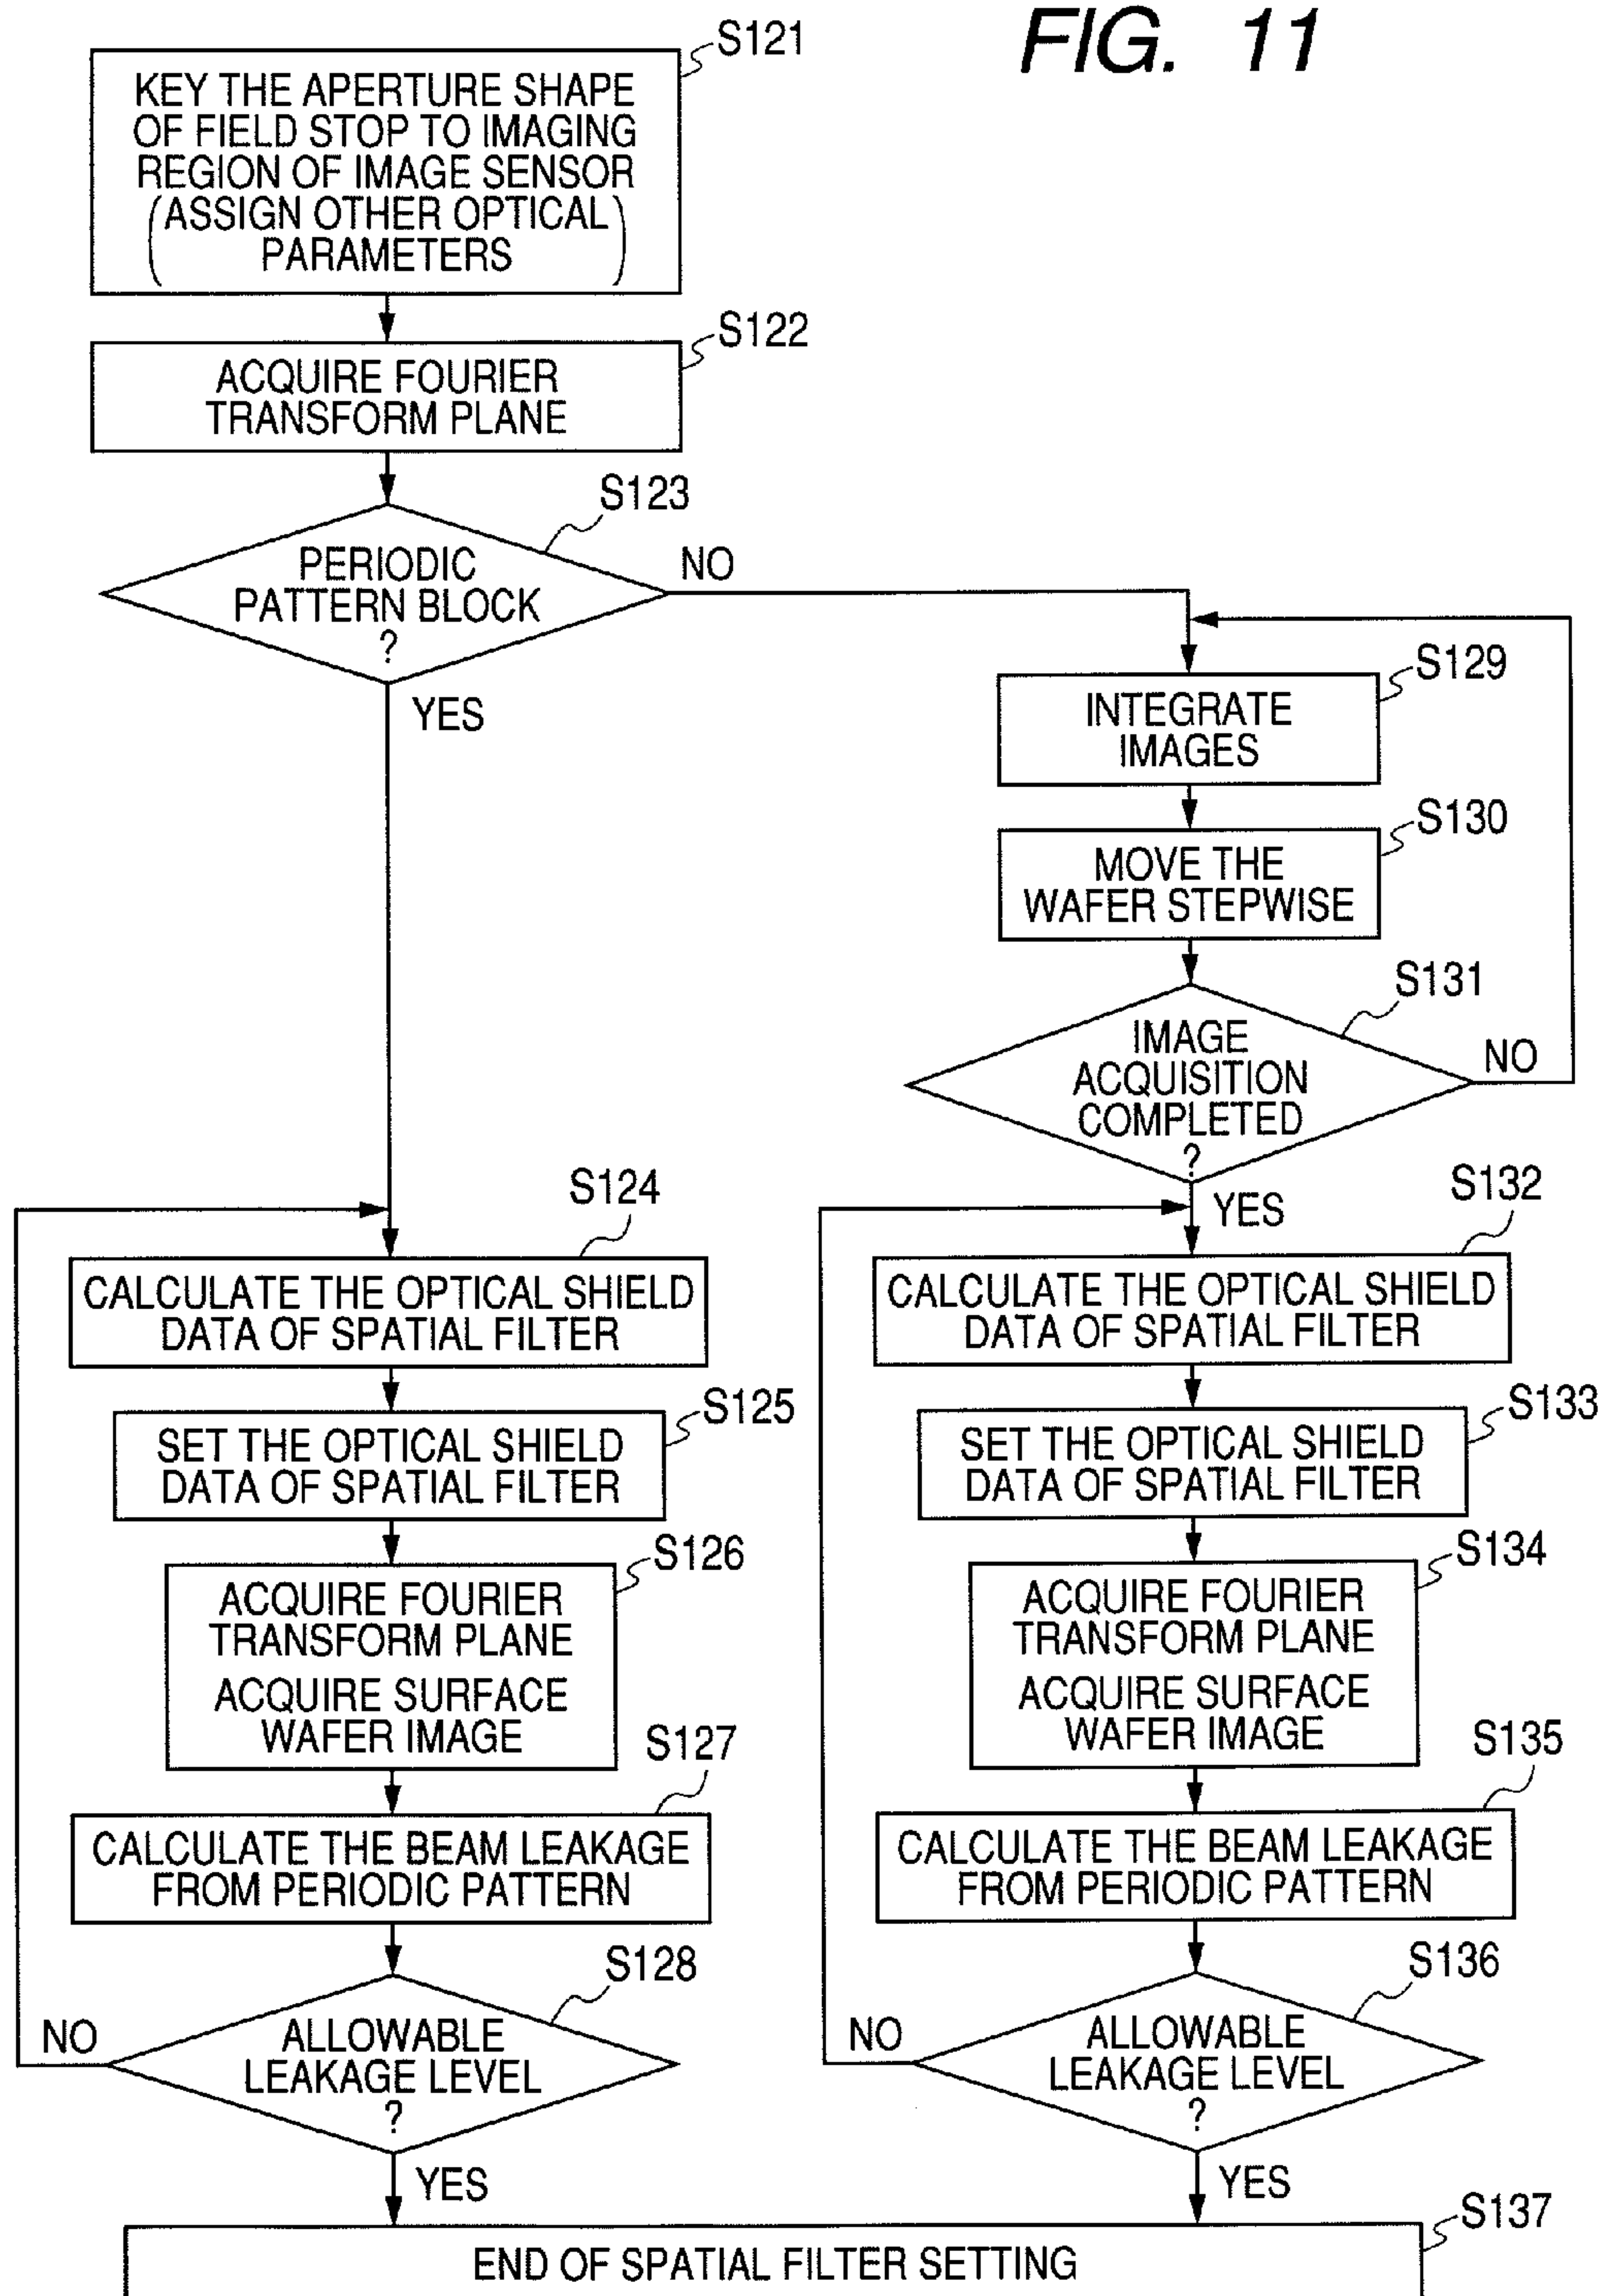 FIG. 11
S121
KEY THE APERTURE SHAPE
OF FIELD STOP TO IMAGING
REGION OF IMAGE SENSOR
(ASSIGN OTHER OPTICAL
PARAMETERS)
S122
ACQUIRE FOURIER
TRANSFORM PLANE
S123
PERIODIC
PATTERN BLOCK
?
NO
YES
S129
INTEGRATE
IMAGES
S130
MOVE THE
WAFER STEPWISE
S131
IMAGE
ACQUISITION
COMPLETED
?
NO
YES
S124
CALCULATE THE OPTICAL SHIELD
DATA OF SPATIAL FILTER
S125
SET THE OPTICAL SHIELD
DATA OF SPATIAL FILTER
S126
ACQUIRE FOURIER
TRANSFORM PLANE
ACQUIRE SURFACE
WAFER IMAGE
S127
CALCULATE THE BEAM LEAKAGE
FROM PERIODIC PATTERN
S128
ALLOWABLE
LEAKAGE LEVEL
?
NO
YES
S132
CALCULATE THE OPTICAL SHIELD
DATA OF SPATIAL FILTER
S133
SET THE OPTICAL SHIELD
DATA OF SPATIAL FILTER
S134
ACQUIRE FOURIER
TRANSFORM PLANE
ACQUIRE SURFACE
WAFER IMAGE
S135
CALCULATE THE BEAM LEAKAGE
FROM PERIODIC PATTERN
S136
ALLOWABLE
LEAKAGE LEVEL
?
NO
YES
S137
END OF SPATIAL FILTER SETTING